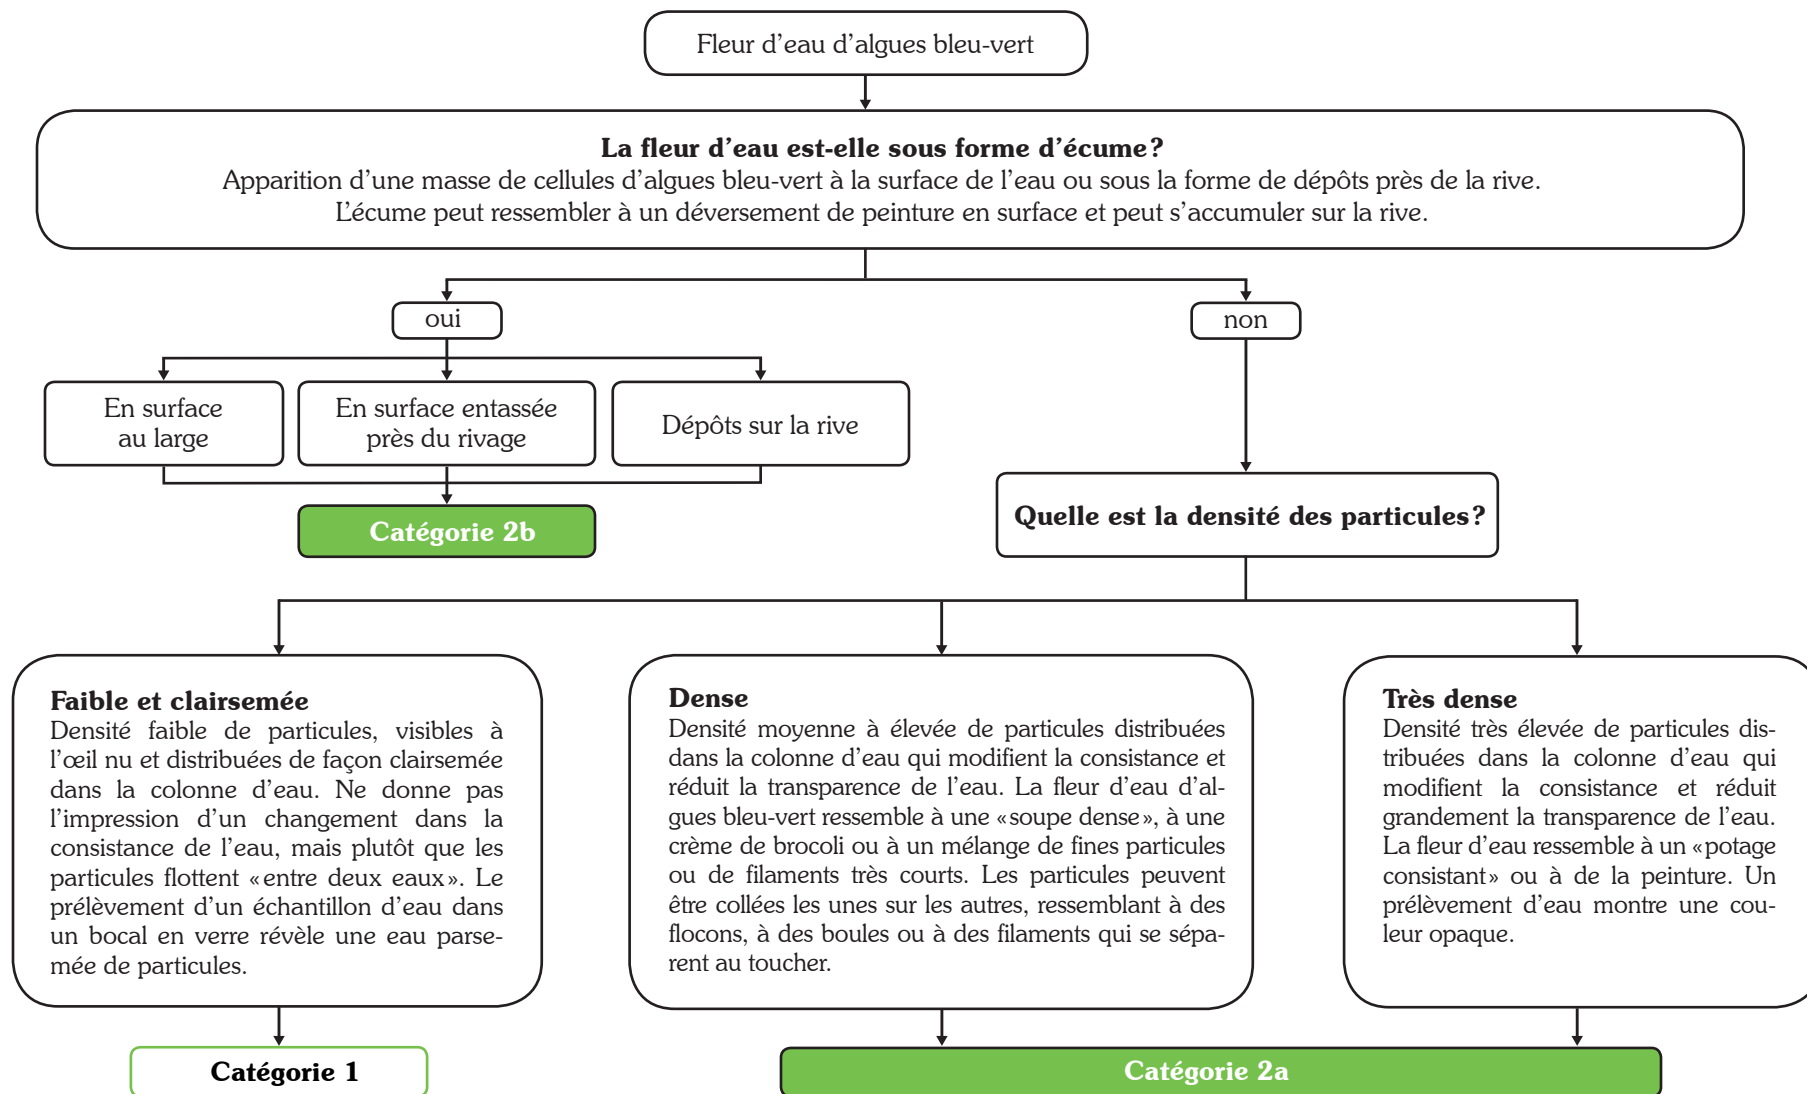 Fleur d'eau d'algues bleu-vert
La fleur d'eau est-elle sous forme d'écume?
Apparition d'une masse de cellules d'algues bleu-vert à la surface de l'eau ou sous la forme de dépôts près de la rive.
L'écume peut ressembler à un déversement de peinture en surface et peut s'accumuler sur la rive.
oui
non
En surface
au large
En surface entassée
près du rivage
Dépôts sur la rive
Catégorie 2b
Quelle est la densité des particules?
Faible et clairsemée
Densité faible de particules, visibles à
l'œil nu et distribuées de façon clairsemée
dans la colonne d'eau. Ne donne pas
l'impression d'un changement dans la
consistance de l'eau, mais plutôt que les
particules flottent «entre deux eaux». Le
prélèvement d'un échantillon d'eau dans
un bocal en verre révèle une eau parse-
mée de particules.
Dense
Densité moyenne à élevée de particules distribuées
dans la colonne d'eau qui modifient la consistance et
réduit la transparence de l'eau. La fleur d'eau d'al-
gues bleu-vert ressemble à une «soupe dense», à une
crème de brocoli ou à un mélange de fines particules
ou de filaments très courts. Les particules peuvent
être collées les unes sur les autres, ressemblant à des
flocons, à des boules ou à des filaments qui se sépa-
rent au toucher.
Très dense
Densité très élevée de particules dis-
tribuées dans la colonne d'eau qui
modifient la consistance et réduit
grandement la transparence de l'eau.
La fleur d'eau ressemble à un «potage
consistant» ou à de la peinture. Un
prélèvement d'eau montre une cou-
leur opaque.
Catégorie 1
Catégorie 2a